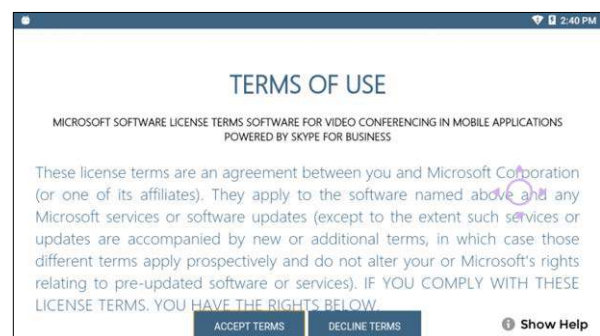 2:40 PM
TERMS OF USE
MICROSOFT SOFTWARE LICENSE TERMS SOFTWARE FOR VIDEO CONFERENCING IN MOBILE APPLICATIONS
POWERED BY SKYPE FOR BUSINESS
These license terms are an agreement between you and Microsoft Corporation
(or one of its affiliates). They apply to the software named above and any
Microsoft services or software updates (except to the extent such services or
updates are accompanied by new or additional terms, in which case those
different terms apply prospectively and do not alter your or Microsoft's rights
relating to pre-updated software or services). IF YOU COMPLY WITH THESE
LICENSE TERMS, YOU HAVE THE RIGHTS BELOW.
ACCEPT TERMS DECLINE TERMS Show Help